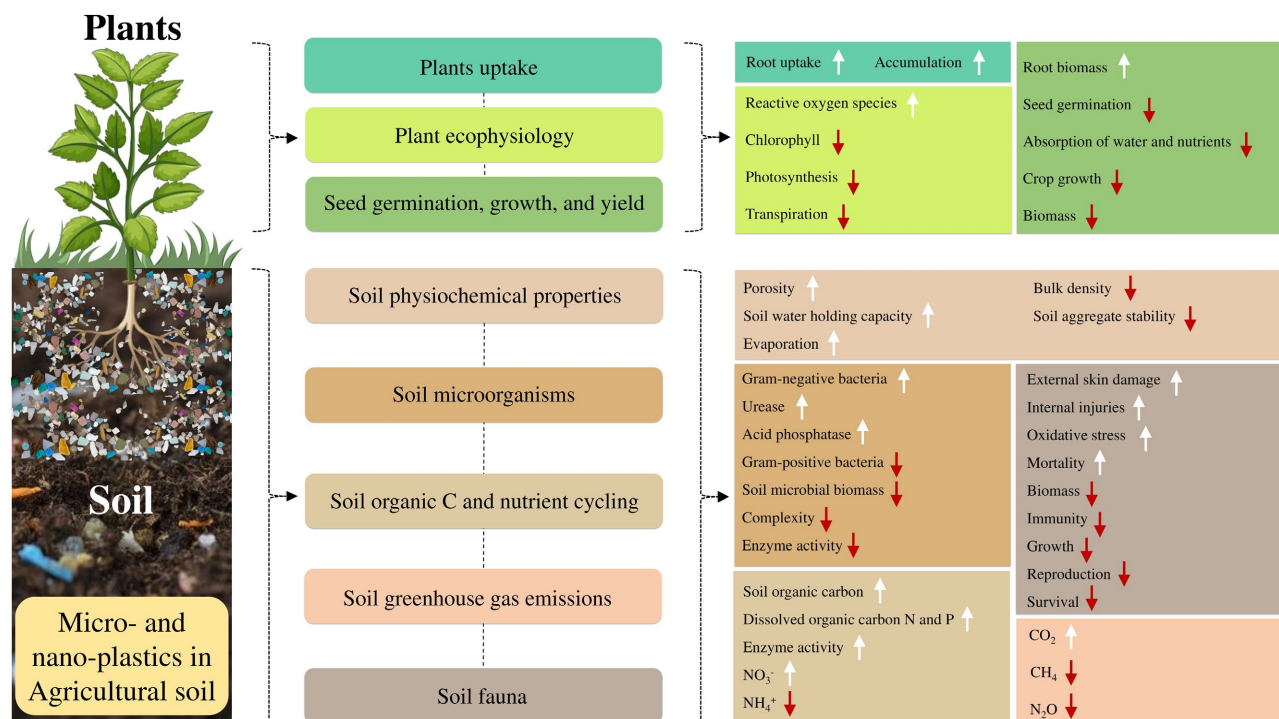 Plants
Plants uptake
Plant ecophysiology
Seed germination, growth, and yield
Root uptake
Accumulation
Reactive oxygen species
Chlorophyll
Photosynthesis
Transpiration
Root biomass
Seed germination
Absorption of water and nutrients
Crop growth
Biomass
Soil
Micro- and
nano-plastics in
Agricultural soil
Soil physiochemical properties
Soil microorganisms
Soil organic C and nutrient cycling
Soil greenhouse gas emissions
Soil fauna
Porosity
Soil water holding capacity
Evaporation
Bulk density
Soil aggregate stability
Gram-negative bacteria
Urease
Acid phosphatase
Gram-positive bacteria
Soil microbial biomass
Complexity
Enzyme activity
External skin damage
Internal injuries
Oxidative stress
Mortality
Biomass
Immunity
Growth
Reproduction
Survival
Soil organic carbon
Dissolved organic carbon N and P
Enzyme activity
NO₃⁻
NH₄⁺
CO₂
CH₄
N₂O